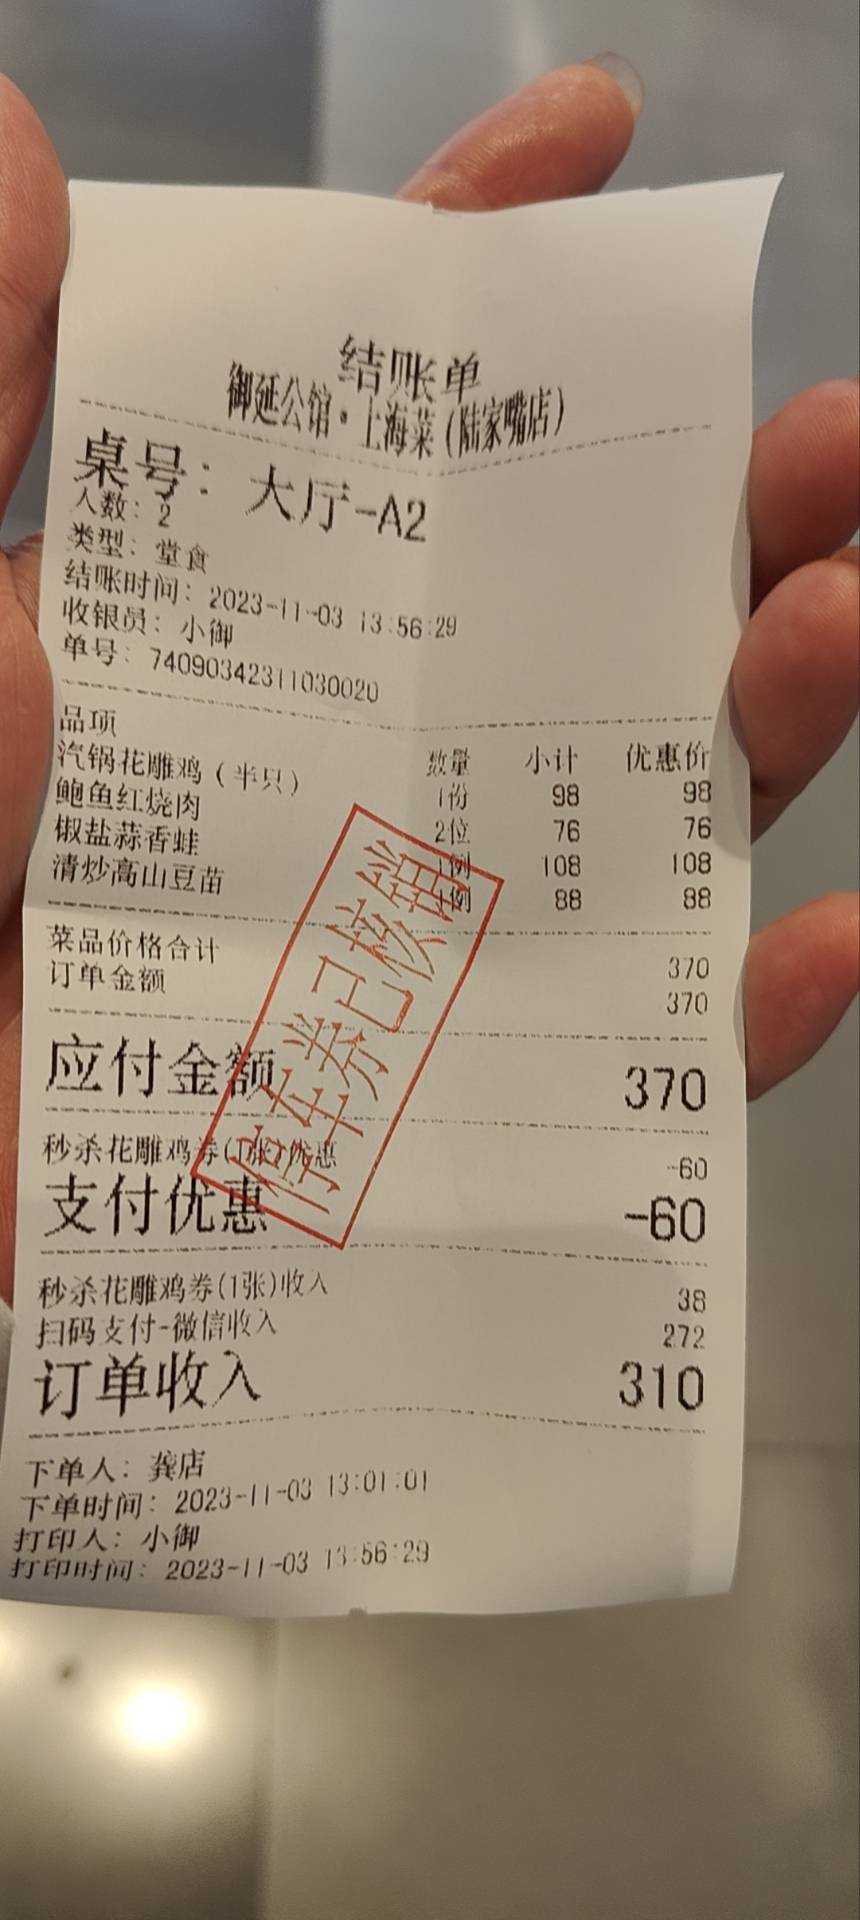 结账单
御延公馆·上海菜(陆家嘴店)
桌号：大厅-A2
人数：2
类型：堂食
结账时间：2023-11-03 13:56:29
收银员：小御
单号：74090342311030020
品项 数量 小计 优惠价
汽锅花雕鸡(半只) 1份 98 98
鲍鱼红烧肉 2位 76 76
椒盐蒜香蛙 1例 108 108
清炒高山豆苗 1例 88 88
菜品价格合计 370
订单金额 370
应付金额 370
秒杀花雕鸡券(1张)优惠 -60
支付优惠 -60
秒杀花雕鸡券(1张)收入 38
扫码支付-微信收入 272
订单收入 310
下单人：龚店
下单时间：2023-11-03 13:01:01
打印人：小御
打印时间：2023-11-03 13:56:29
停车券已核销